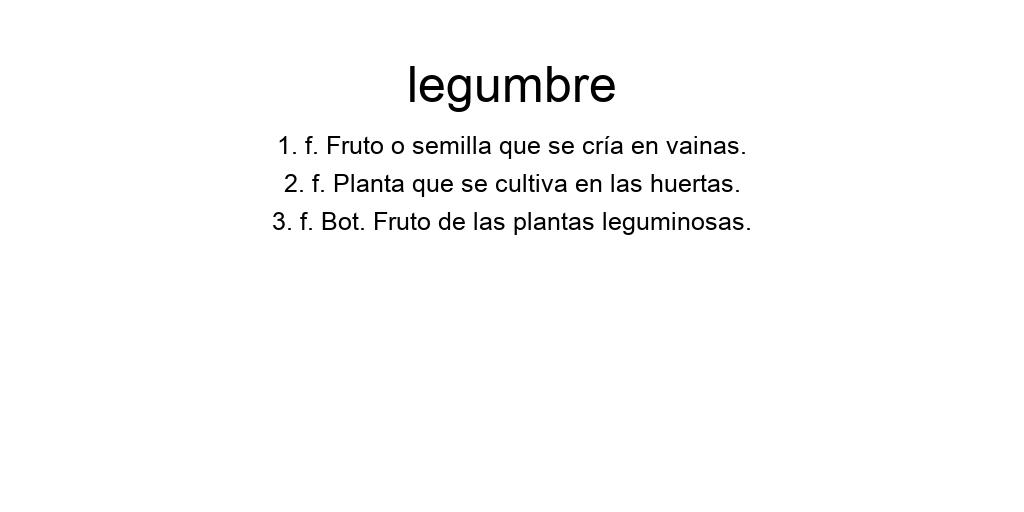 legumbre
1. f. Fruto o semilla que se cría en vainas.
2. f. Planta que se cultiva en las huertas.
3. f. Bot. Fruto de las plantas leguminosas.